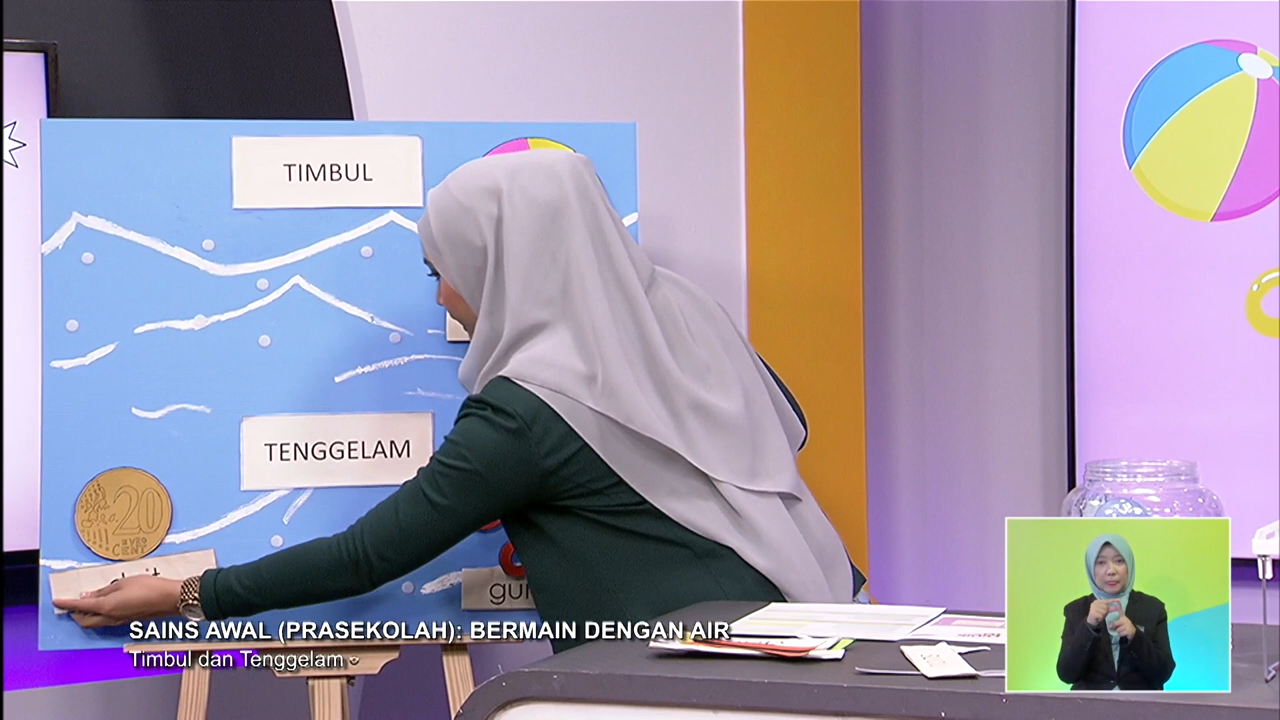 TIMBUL
TENGGELAM
20
EURO
CENT
SAINS AWAL (PRASEKOLAH): BERMAIN DENGAN AIR
Timbul dan Tenggelam